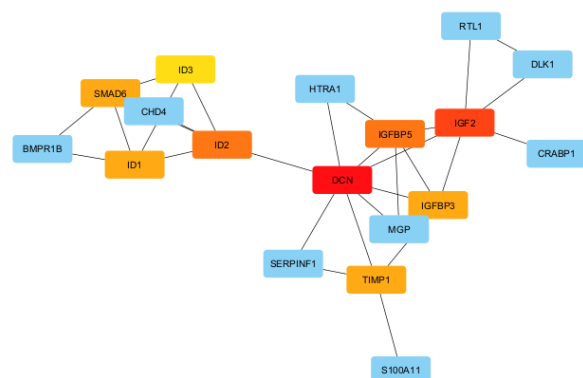 RTL1
DLK1
ID3
HTRA1
SMAD6
CHD4
IGFBP5
IGF2
BMPR1B
ID2
CRABP1
ID1
DCN
IGFBP3
MGP
SERPINF1
TIMP1
S100A11